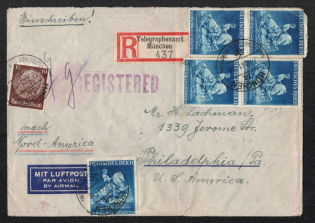 Einschreiben!
R
Telegraphenamt
München
437
REGISTERED
Mr. H. Lachman,
1339 Jerome Str.
nach
Nord-America
Philadelphia/Pa.
U. S. America.
MIT LUFTPOST
PAR AVION
BY AIRMAIL
DEUTSCHES REICH